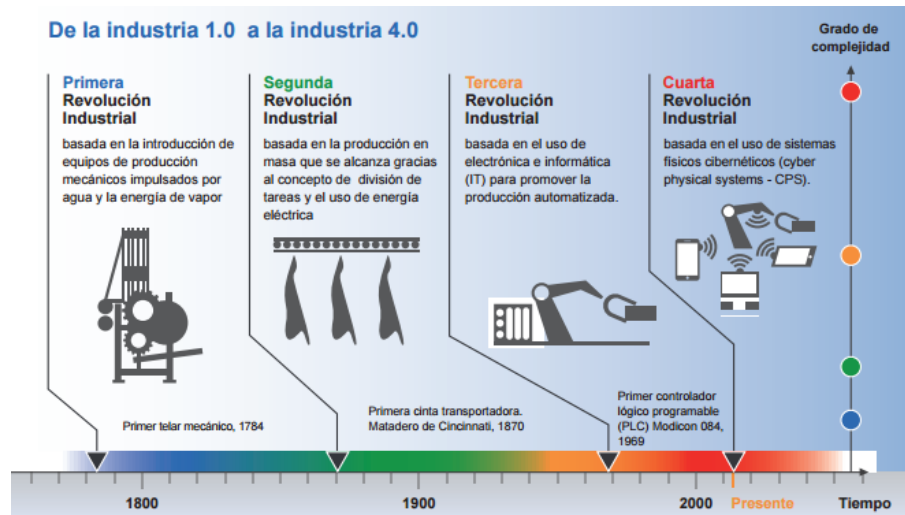 De la industria 1.0 a la industria 4.0
Grado de
complejidad
Primera
Revolución
Industrial
basada en la introducción de
equipos de producción
mecánicos impulsados por
agua y la energía de vapor
Segunda
Revolución
Industrial
basada en la producción en
masa que se alcanza gracias
al concepto de división de
tareas y el uso de energía
eléctrica
Tercera
Revolución
Industrial
basada en el uso de
electrónica e informática
(IT) para promover la
producción automatizada.
Cuarta
Revolución
Industrial
basada en el uso de sistemas
físicos cibernéticos (cyber
physical systems - CPS).
Primer telar mecánico, 1784
Primera cinta transportadora.
Matadero de Cincinnati, 1870
Primer controlador
lógico programable
(PLC) Modicon 084,
1969
1800
1900
2000
Presente
Tiempo